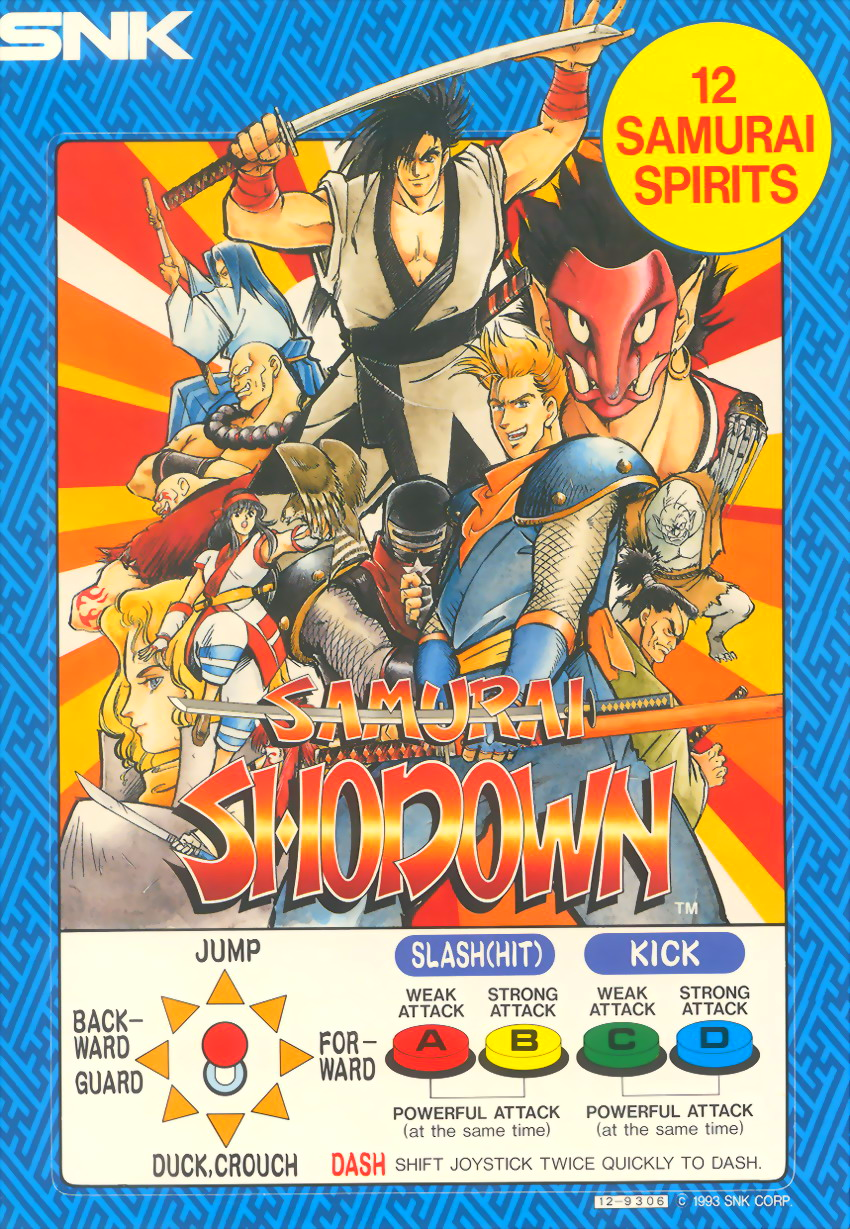 SNK
12
SAMURAI
SPIRITS
SAMURAI
SHODOWN
TM
JUMP
BACK-
WARD
GUARD
FOR-
WARD
DUCK,CROUCH
SLASH(HIT)
KICK
WEAK
ATTACK
STRONG
ATTACK
WEAK
ATTACK
STRONG
ATTACK
A
B
C
D
POWERFUL ATTACK
(at the same time)
POWERFUL ATTACK
(at the same time)
DASH SHIFT JOYSTICK TWICE QUICKLY TO DASH.
12-9306 © 1993 SNK CORP.